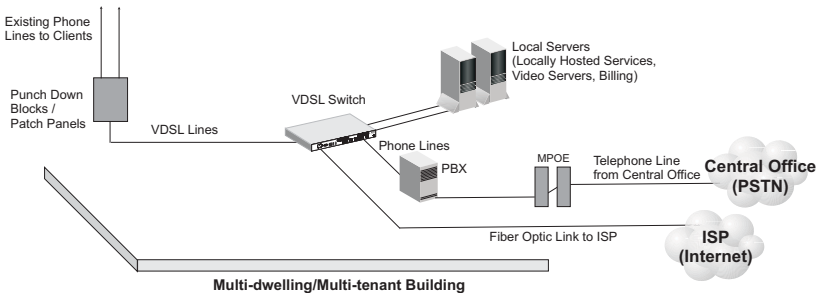 Existing Phone
Lines to Clients
Local Servers
(Locally Hosted Services,
Video Servers, Billing)
Punch Down
Blocks /
Patch Panels
VDSL Switch
VDSL Lines
Phone Lines
PBX
MPOE
Telephone Line
from Central Office
Central Office
(PSTN)
Fiber Optic Link to ISP
ISP
(Internet)
Multi-dwelling/Multi-tenant Building